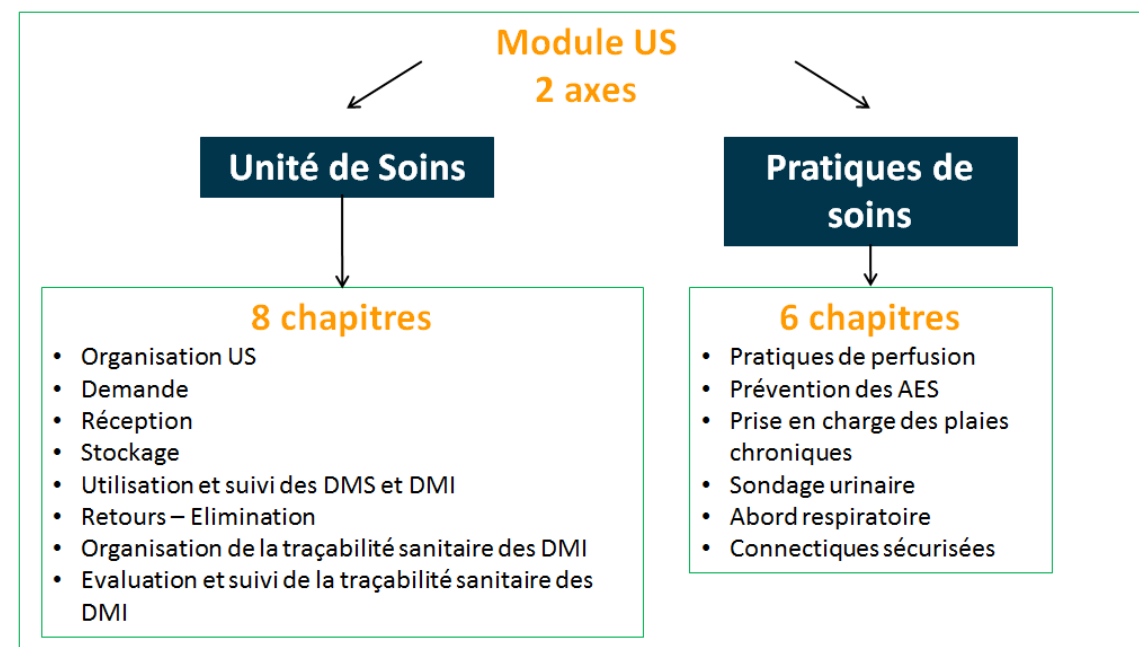 Module US
2 axes
Unité de Soins
Pratiques de
soins
8 chapitres
• Organisation US
• Demande
• Réception
• Stockage
• Utilisation et suivi des DMS et DMI
• Retours – Elimination
• Organisation de la traçabilité sanitaire des DMI
• Evaluation et suivi de la traçabilité sanitaire des
DMI
6 chapitres
• Pratiques de perfusion
• Prévention des AES
• Prise en charge des plaies
chroniques
• Sondage urinaire
• Abord respiratoire
• Connectiques sécurisées